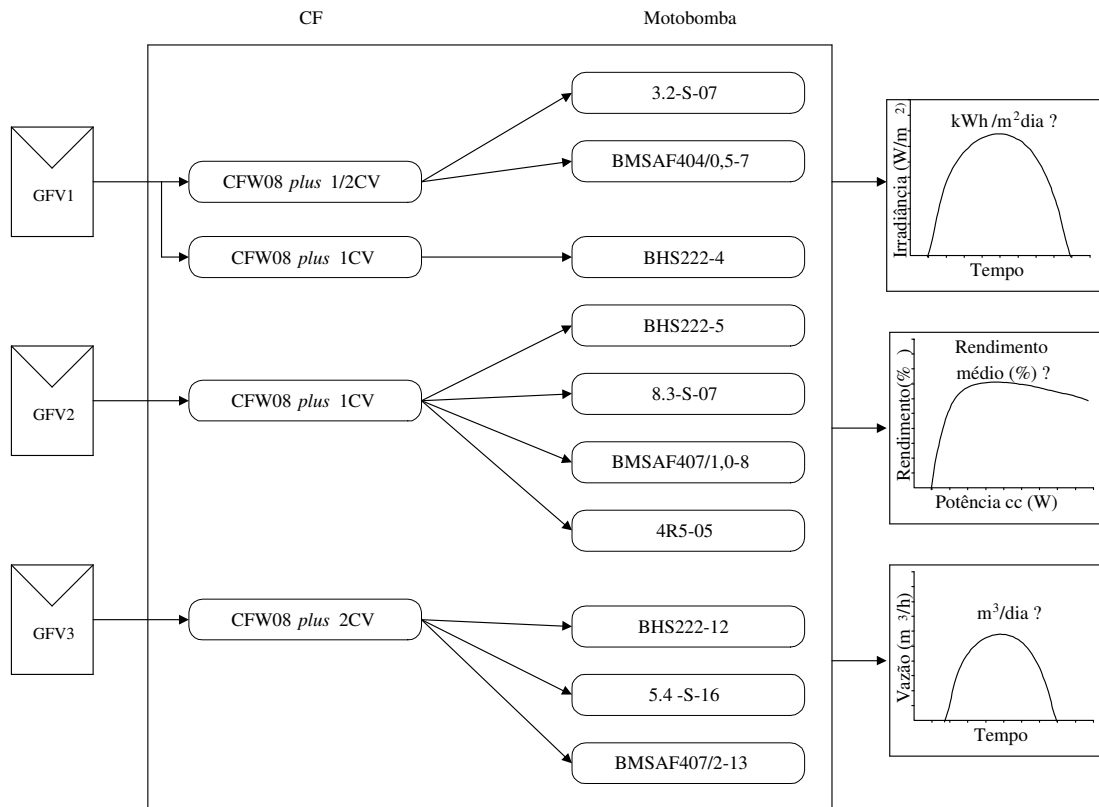 CF
Motobomba
GFV1
GFV2
GFV3
CFW08 plus 1/2CV
CFW08 plus 1CV
CFW08 plus 1CV
CFW08 plus 2CV
3.2-S-07
BMSAF404/0,5-7
BHS222-4
BHS222-5
8.3-S-07
BMSAF407/1,0-8
4R5-05
BHS222-12
5.4 -S-16
BMSAF407/2-13
kWh/m²dia ?
Irradiância (W/m²)
Tempo
Rendimento
médio (%) ?
Rendimento(%)
Potência cc (W)
m³/dia ?
Vazão (m³/h)
Tempo